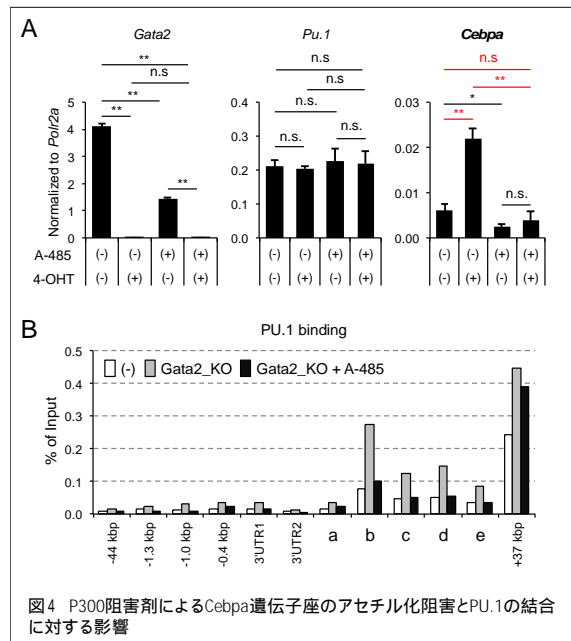 A
Gata2
Pu.1
Cebpa
**
n.s
**
**
**
n.s
n.s
n.s.
n.s.
n.s.
n.s
**
*
**
n.s.
Normalized to Polr2a
5
4
3
2
1
0
0.4
0.3
0.2
0.1
0.0
0.03
0.02
0.01
0.00
A-485 (-) (-) (+) (+) (-) (-) (+) (+) (-) (-) (+) (+)
4-OHT (-) (+) (-) (+) (-) (+) (-) (+) (-) (+) (-) (+)
B
PU.1 binding
(-) Gata2_KO Gata2_KO + A-485
% of Input
0.5
0.4
0.3
0.2
0.1
0.0
-44 kbp
-1.3 kbp
-1.0 kbp
-0.4 kbp
3'UTR1
3'UTR2
a
b
c
d
e
+37 kbp
図4 P300阻害剤によるCebpa遺伝子座のアセチル化阻害とPU.1の結合
に対する影響